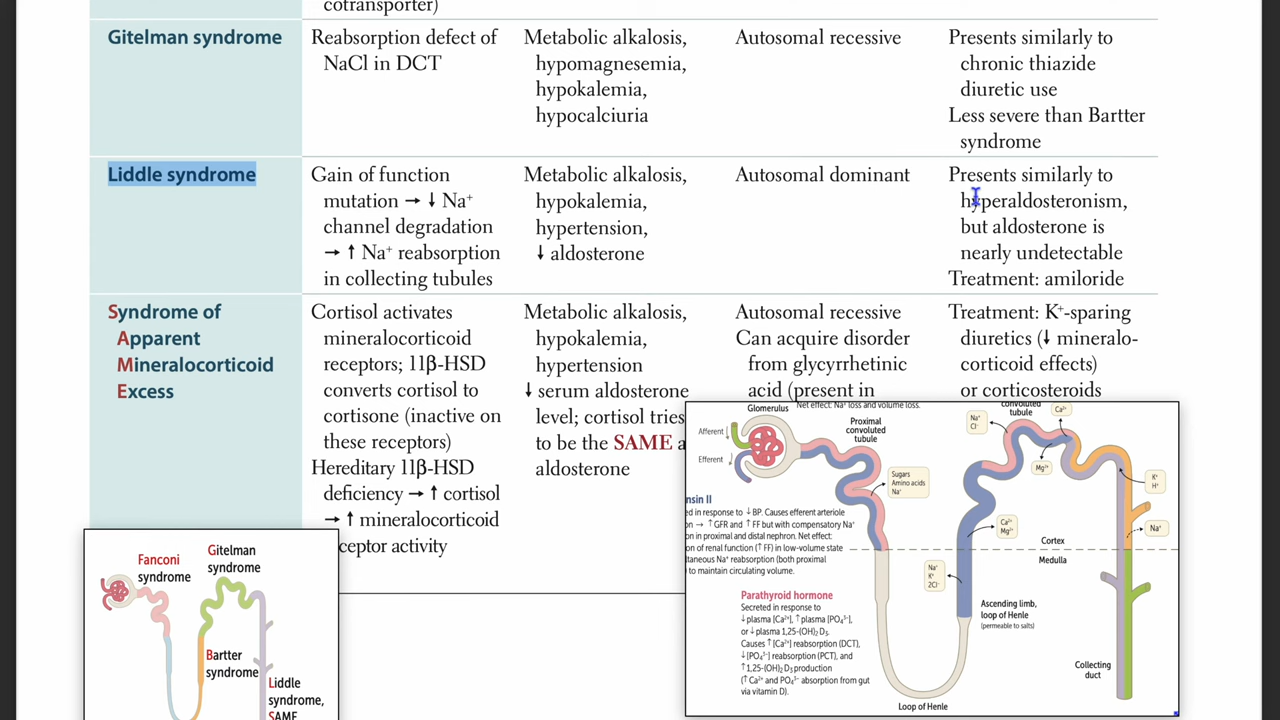 cotransporter)
Gitelman syndrome
Reabsorption defect of
NaCl in DCT
Metabolic alkalosis,
hypomagnesemia,
hypokalemia,
hypocalciuria
Autosomal recessive
Presents similarly to
chronic thiazide
diuretic use
Less severe than Bartter
syndrome
Liddle syndrome
Gain of function
mutation → ↓ Na⁺
channel degradation
→ ↑ Na⁺ reabsorption
in collecting tubules
Metabolic alkalosis,
hypokalemia,
hypertension,
↓ aldosterone
Autosomal dominant
Presents similarly to
hyperaldosteronism,
but aldosterone is
nearly undetectable
Treatment: amiloride
Syndrome of
Apparent
Mineralocorticoid
Excess
Cortisol activates
mineralocorticoid
receptors; 11β-HSD
converts cortisol to
cortisone (inactive on
these receptors)
Hereditary 11β-HSD
deficiency → ↑ cortisol
→ ↑ mineralocorticoid
ceptor activity
Metabolic alkalosis,
hypokalemia,
hypertension
↓ serum aldosterone
level; cortisol tries
to be the SAME a
aldosterone
Autosomal recessive
Can acquire disorder
from glycyrrhetinic
acid (present in
Treatment: K⁺-sparing
diuretics (↓ mineralo-
corticoid effects)
or corticosteroids
Fanconi
syndrome
Gitelman
syndrome
Bartter
syndrome
Liddle
syndrome,
SAME
Net effect: Na⁺ loss and volume loss.
Glomerulus
Afferent
Efferent
Proximal
convoluted
tubule
Sugars
Amino acids
Na⁺
nsin II
ed in response to ↓ BP. Causes efferent arteriole
on → ↑ GFR and ↑ FF but with compensatory Na⁺
on in proximal and distal nephron. Net effect:
on of renal function (↑ FF) in low-volume state
taneous Na⁺ reabsorption (both proximal
to maintain circulating volume.
Parathyroid hormone
Secreted in response to
↓ plasma [Ca²⁺], ↑ plasma [PO₄³⁻],
or ↓ plasma 1,25-(OH)₂ D₃.
Causes ↑ [Ca²⁺] reabsorption (DCT),
↓ [PO₄³⁻] reabsorption (PCT), and
↑ 1,25-(OH)₂ D₃ production
(↑ Ca²⁺ and PO₄³⁻ absorption from gut
via vitamin D).
convoluted
tubule
Na⁺
Cl⁻
Ca²⁺
Mg²⁺
K⁺
H⁺
Na⁺
Ca²⁺
Mg²⁺
Na⁺
K⁺
2Cl⁻
Cortex
Medulla
Ascending limb,
loop of Henle
(permeable to salts)
Collecting
duct
Loop of Henle